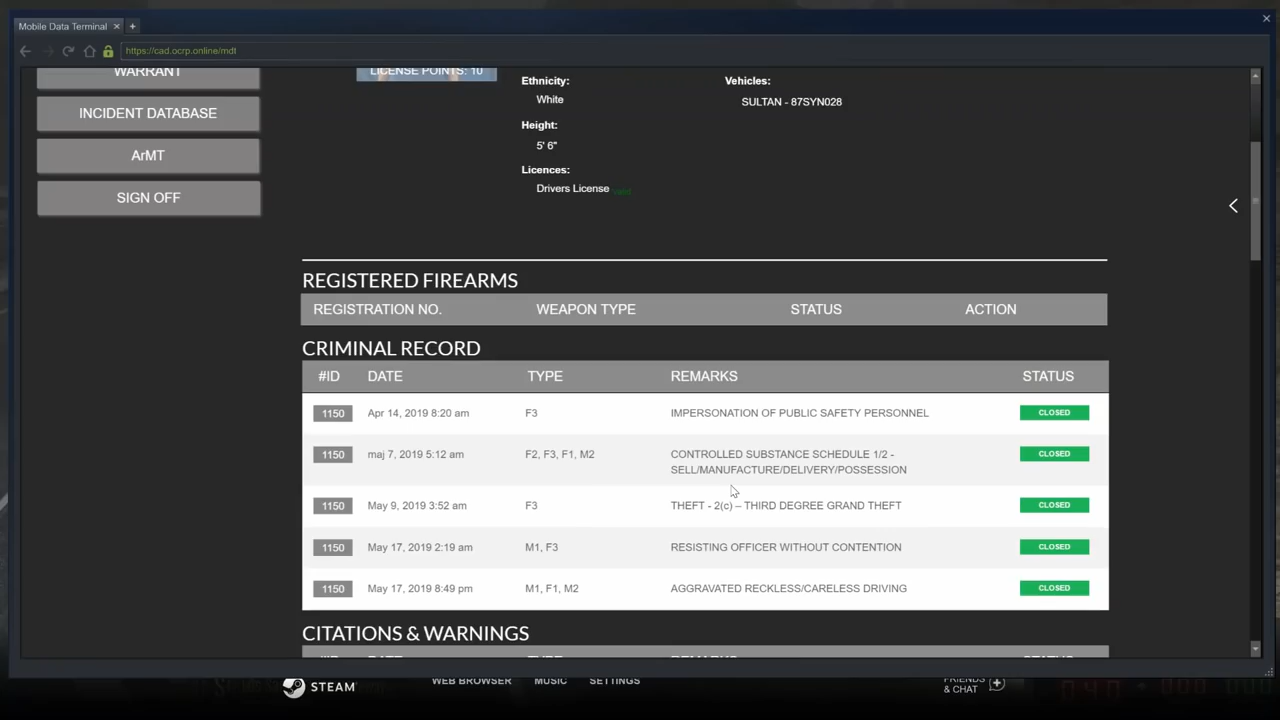 Mobile Data Terminal
https://cad.ocrp.online/mdt
WARRANT
INCIDENT DATABASE
ArMT
SIGN OFF
LICENSE POINTS: 10
Ethnicity:
White
Height:
5' 6"
Licences:
Drivers License
Vehicles:
SULTAN - 87SYN028
REGISTERED FIREARMS
REGISTRATION NO. WEAPON TYPE STATUS ACTION
CRIMINAL RECORD
#ID DATE TYPE REMARKS STATUS
1150 Apr 14, 2019 8:20 am F3 IMPERSONATION OF PUBLIC SAFETY PERSONNEL CLOSED
1150 maj 7, 2019 5:12 am F2, F3, F1, M2 CONTROLLED SUBSTANCE SCHEDULE 1/2 - CLOSED
SELL/MANUFACTURE/DELIVERY/POSSESSION
1150 May 9, 2019 3:52 am F3 THEFT - 2(c) – THIRD DEGREE GRAND THEFT CLOSED
1150 May 17, 2019 2:19 am M1, F3 RESISTING OFFICER WITHOUT CONTENTION CLOSED
1150 May 17, 2019 8:49 pm M1, F1, M2 AGGRAVATED RECKLESS/CARELESS DRIVING CLOSED
CITATIONS & WARNINGS
#ID DATE TYPE REMARKS STATUS
STEAM
WEB BROWSER MUSIC SETTINGS
FRIENDS
& CHAT